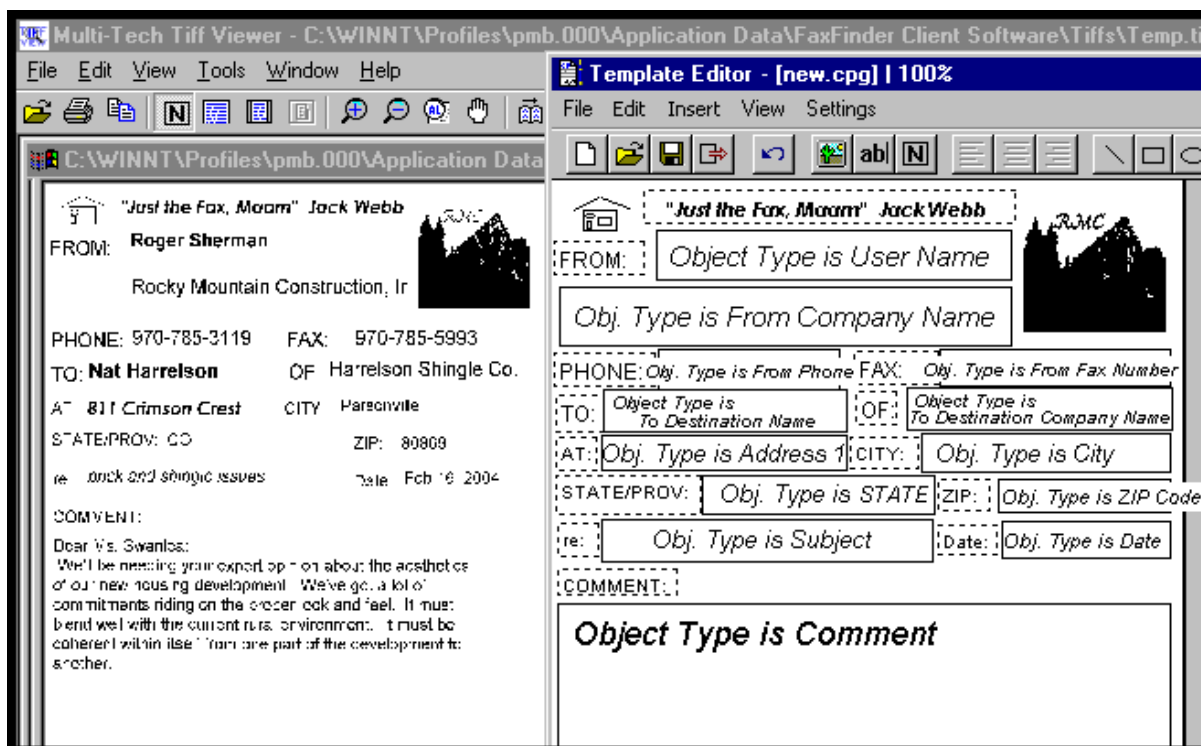 Multi-Tech Tiff Viewer - C:\WINNT\Profiles\pmb.000\Application Data\FaxFinder Client Software\Tiffs\Temp.ti
File Edit View Tools Window Help
C:\WINNT\Profiles\pmb.000\Application Data
"Just the Fax, Maam" Jack Webb
RMC
FROM: Roger Sherman
Rocky Mountain Construction, Ir
PHONE: 970-785-3119 FAX: 970-785-5993
TO: Nat Harrelson OF Harrelson Shingle Co.
AT 811 Crimson Crest CITY Parsonville
STATE/PROV: CO ZIP: 80809
re brick and shingle issues Date Feb 16 2004
COMMENT:
Dear Ms. Swanles:
We'll be needing your expert opinion about the aesthetics
of our new housing development. We've got a lot of
commitments riding on the proper look and feel. It must
blend well with the current rural environment. It must be
coherent within itself from one part of the development to
another.
Template Editor - [new.cpg] | 100%
File Edit Insert View Settings
ab| N
"Just the Fax, Maam" Jack Webb
RMC
FROM: Object Type is User Name
Obj. Type is From Company Name
PHONE: Obj. Type is From Phone FAX: Obj. Type is From Fax Number
TO: Object Type is To Destination Name OF: Object Type is To Destination Company Name
AT: Obj. Type is Address 1 CITY: Obj. Type is City
STATE/PROV: Obj. Type is STATE ZIP: Obj. Type is ZIP Code
re: Obj. Type is Subject Date: Obj. Type is Date
COMMENT:
Object Type is Comment